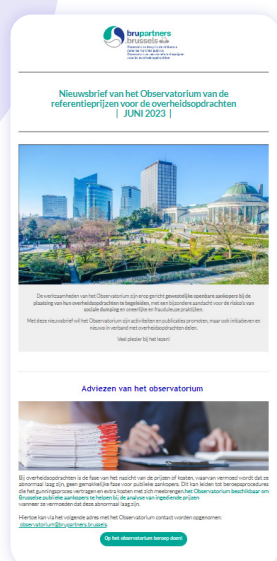 brupartners
brussels
Nieuwsbrief van het Observatorium van de
referentieprijzen voor de overheidsopdrachten
| JUNI 2023 |
De werkzaamheden van het Observatorium zijn erop gericht gewestelijke openbare aankopers bij de
plaatsing van hun overheidsopdrachten te begeleiden, met een bijzondere aandacht voor de risico's van
sociale dumping en oneerlijke en frauduleuze praktijken.
Met deze nieuwsbrief wil het Observatorium zijn activiteiten en publicaties promoten, maar ook initiatieven en
nieuws in verband met overheidsopdrachten delen.
Veel plezier bij het lezen!
Adviezen van het observatorium
Bij overheidsopdrachten is de fase van het nazicht van de prijzen of kosten, waarvan vermoed wordt dat ze
abnormaal laag zijn, geen gemakkelijke fase voor publieke aankopers. Dit kan leiden tot beroepsprocedures
die het gunningsproces vertragen en extra kosten met zich meebrengen. het Observatorium beschikbaar om
Brusselse publieke aankopers te helpen bij de analyse van ingediende prijzen
wanneer ze vermoeden dat deze abnormaal laag zijn.
Hiertoe kan via het volgende adres met het Observatorium contact worden opgenomen:
observatorium@brupartners.brussels
Op het observatorium beroep doen!